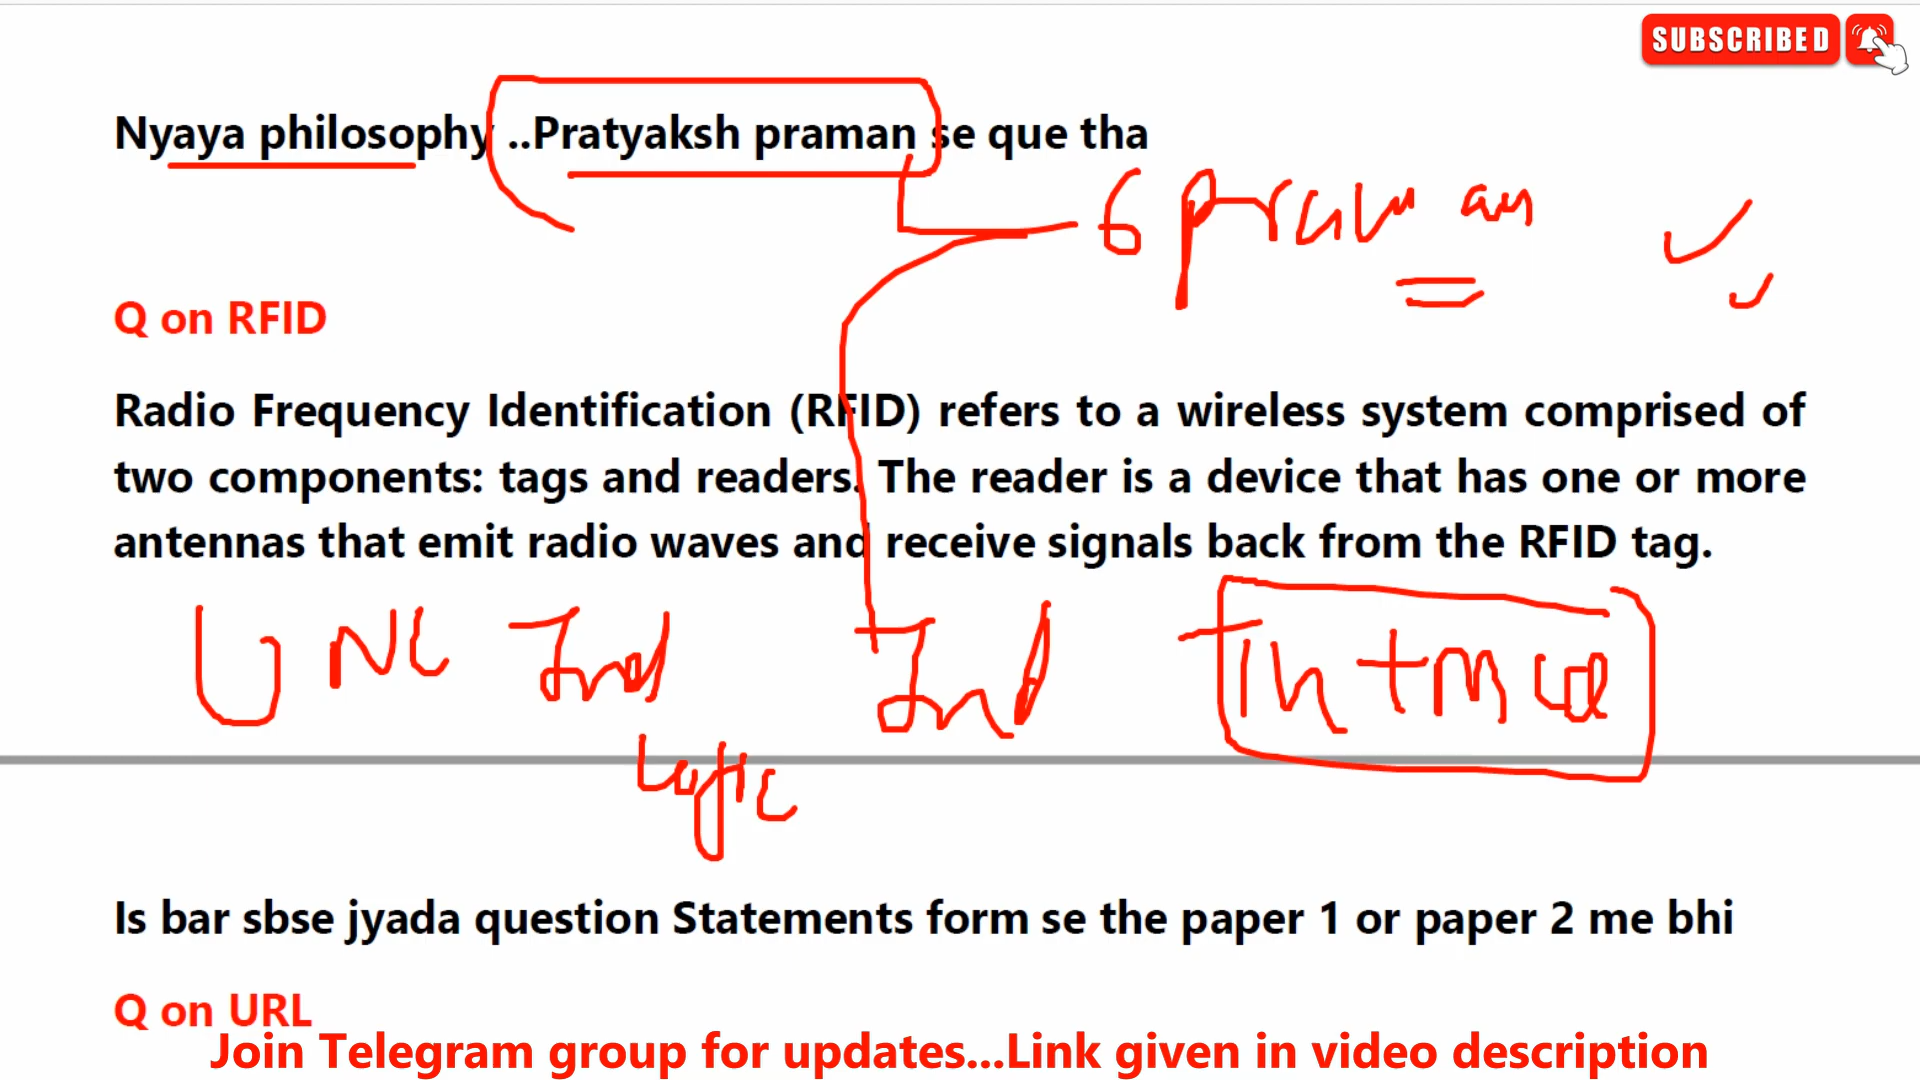 SUBSCRIBED
Nyaya philosophy ..Pratyaksh praman se que tha
6 praman
Q on RFID
Radio Frequency Identification (RFID) refers to a wireless system comprised of
two components: tags and readers. The reader is a device that has one or more
antennas that emit radio waves and receive signals back from the RFID tag.
Ind Ind
Logic
Is bar sbse jyada question Statements form se the paper 1 or paper 2 me bhi
Q on URL
Join Telegram group for updates...Link given in video description